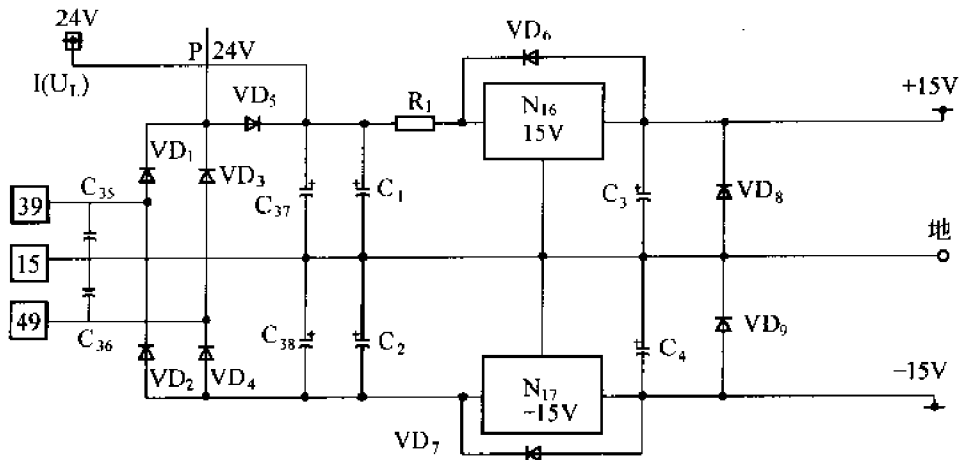 24V
P 24V
I(U_L)
VD₅
VD₆
R₁
N₁₆
15V
+15V
VD₁
VD₃
C₃₅
39
C₃₇
C₁
C₃
VD₈
15
地
49
C₃₆
C₃₈
C₂
C₄
VD₉
VD₂
VD₄
N₁₇
-15V
-15V
VD₇